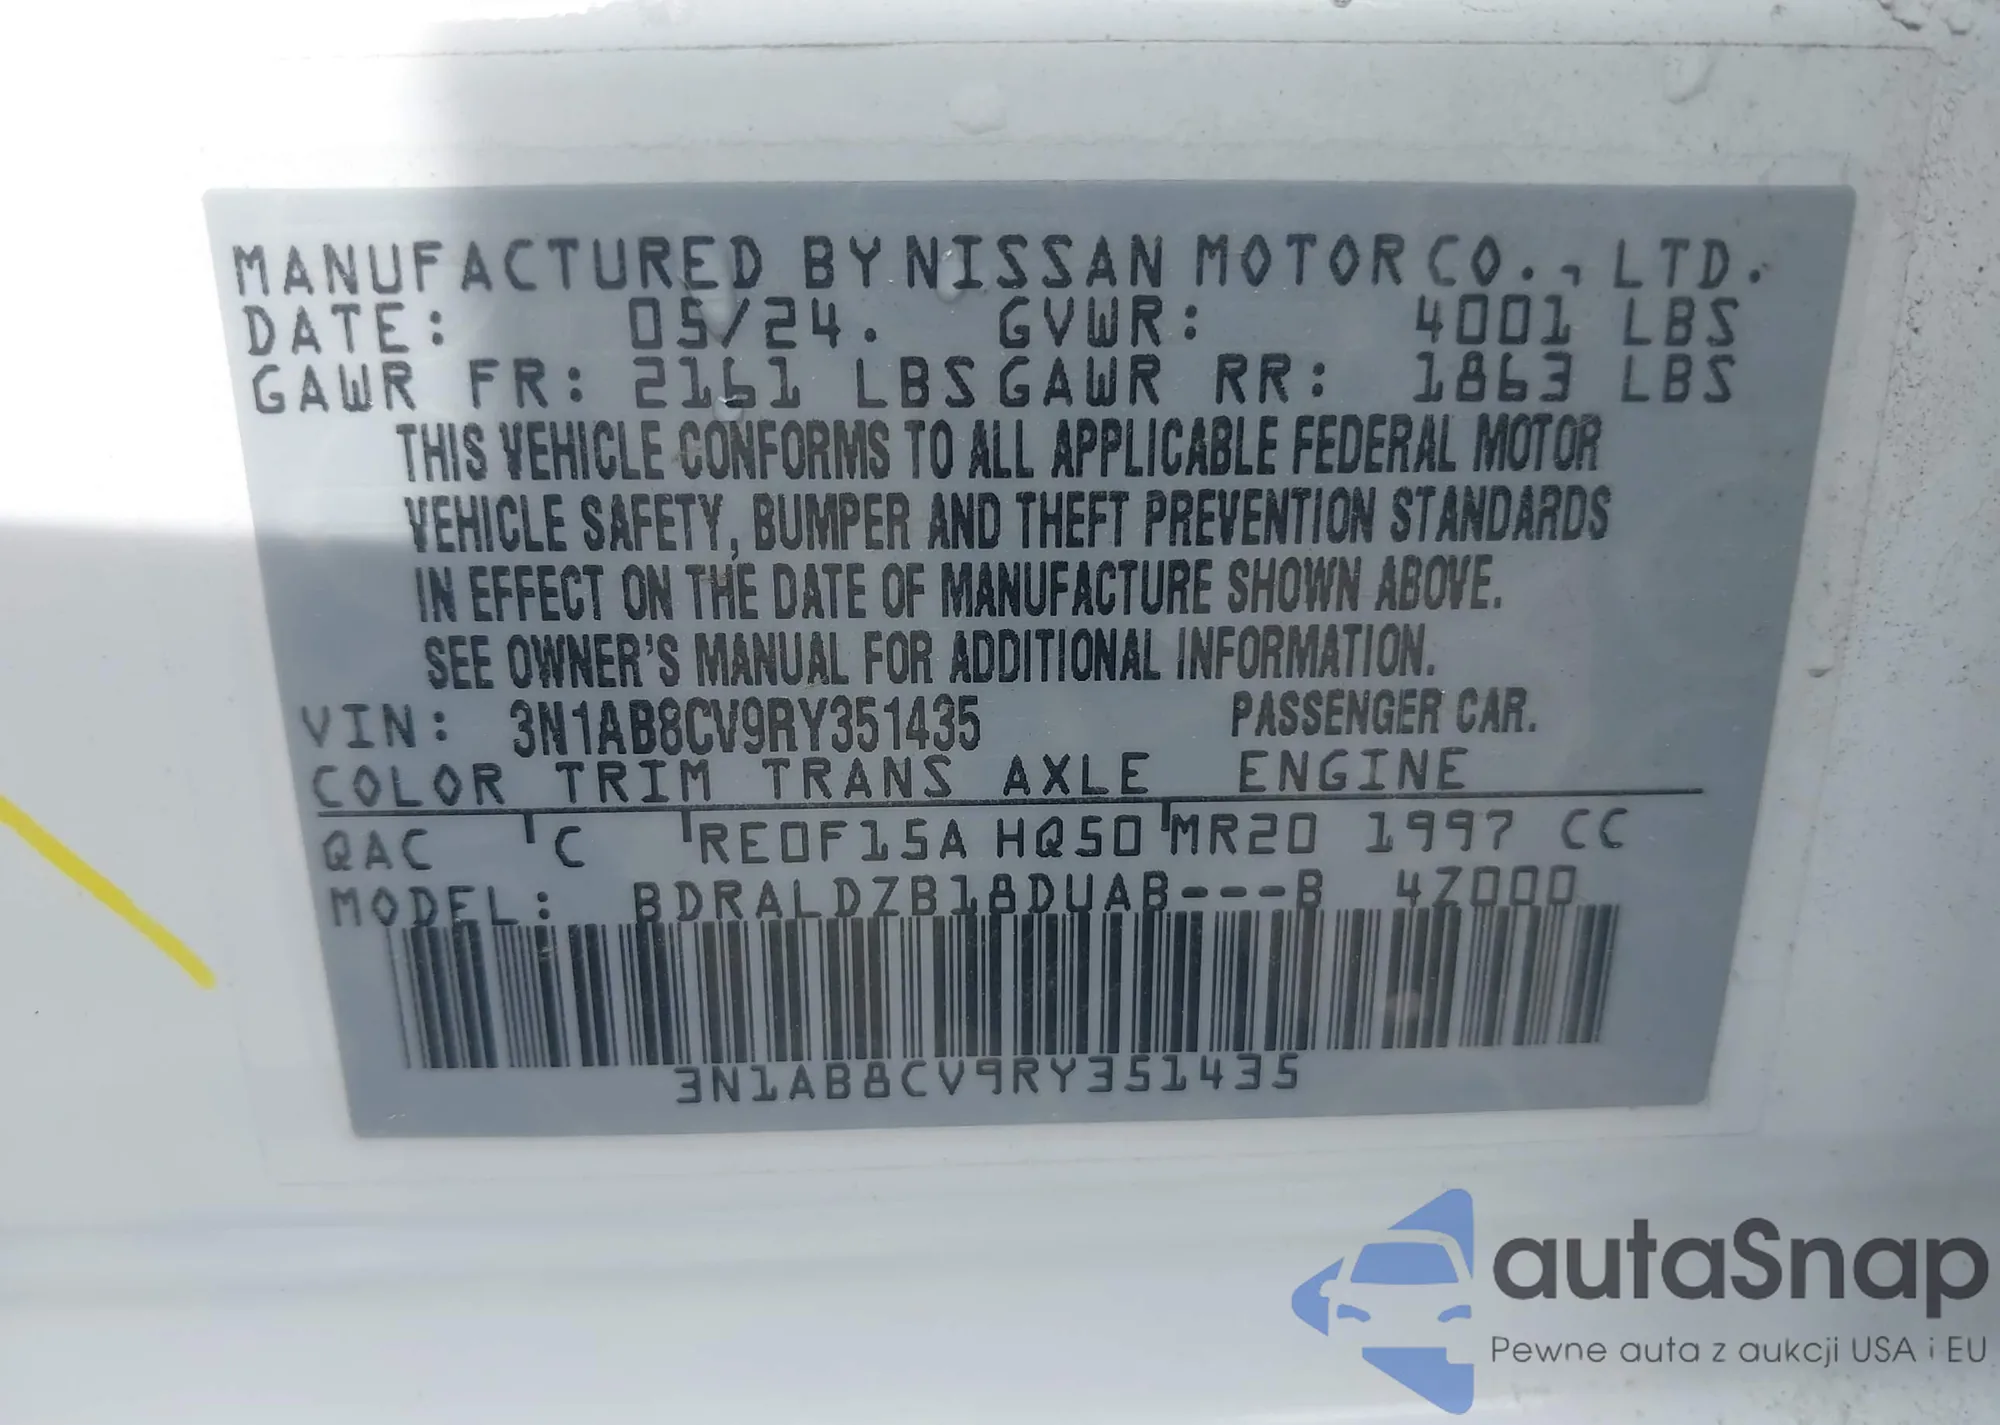 MANUFACTURED BY NISSAN MOTOR CO., LTD.
DATE: 05/24. GVWR: 4001 LBS
GAWR FR: 2161 LBS GAWR RR: 1863 LBS
THIS VEHICLE CONFORMS TO ALL APPLICABLE FEDERAL MOTOR
VEHICLE SAFETY, BUMPER AND THEFT PREVENTION STANDARDS
IN EFFECT ON THE DATE OF MANUFACTURE SHOWN ABOVE.
SEE OWNER'S MANUAL FOR ADDITIONAL INFORMATION.
VIN: 3N1AB8CV9RY351435 PASSENGER CAR.
COLOR TRIM TRANS AXLE ENGINE
QAC C RE0F15A HQ50 MR20 1997 CC
MODEL: BDRALDZB18DUAB---B 4Z000
3N1AB8CV9RY351435
autaSnap
Pewne auta z aukcji USA i EU